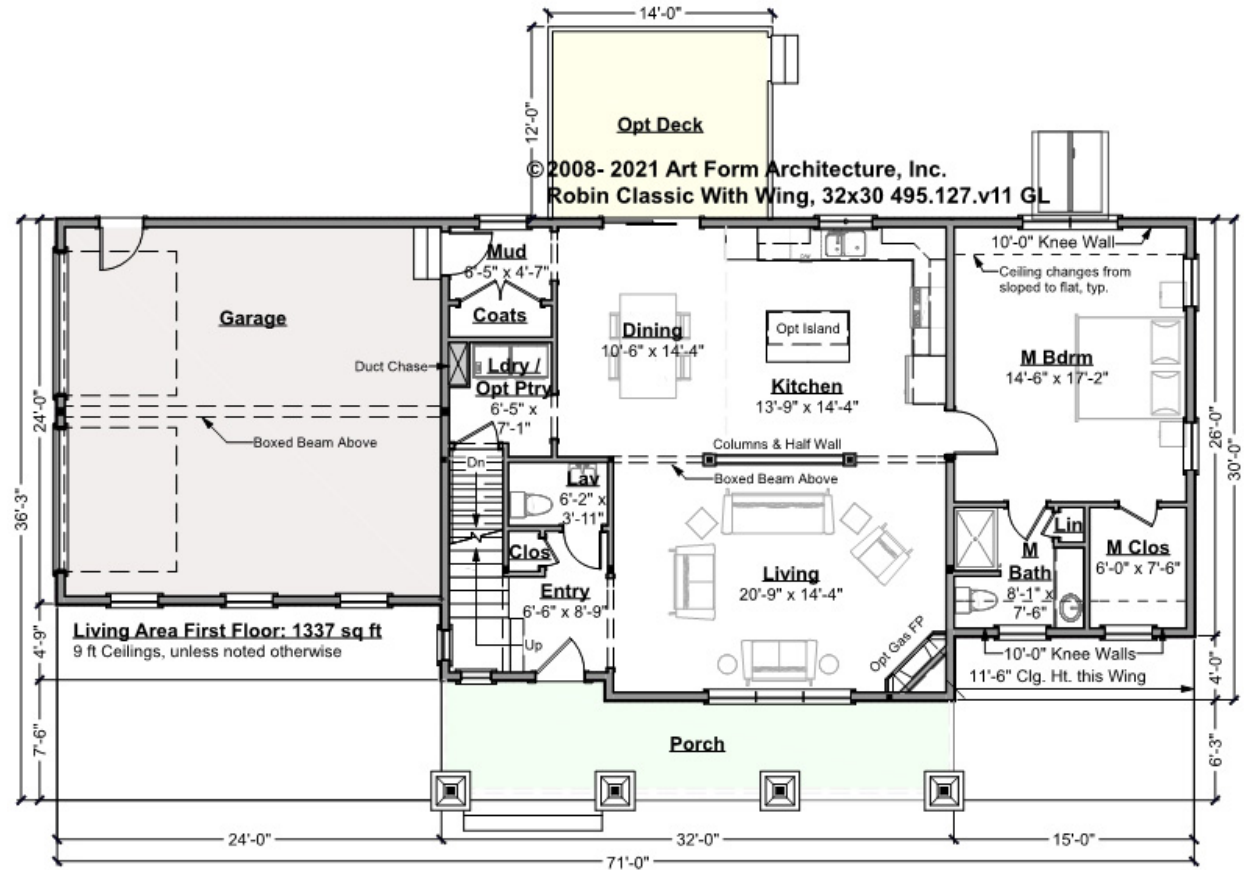 14'-0"
12'-0"
Opt Deck
© 2008- 2021 Art Form Architecture, Inc.
Robin Classic With Wing, 32x30 495.127.v11 GL
Mud
6'-5" x 4'-7"
10'-0" Knee Wall
Ceiling changes from
sloped to flat, typ.
Garage
Coats
Dining
10'-6" x 14'-4"
Opt Island
DW
Duct Chase
Ldry /
Opt Ptry
6'-5" x
7'-1"
Kitchen
13'-9" x 14'-4"
M Bdrm
14'-6" x 17'-2"
24'-0"
36'-3"
26'-0"
30'-0"
Boxed Beam Above
Columns & Half Wall
Boxed Beam Above
Dn
Lav
6'-2" x
3'-11"
Clos
Entry
6'-6" x 8'-9"
Living
20'-9" x 14'-4"
Lin
M
Bath
8'-1" x
7'-6"
M Clos
6'-0" x 7'-6"
Living Area First Floor: 1337 sq ft
9 ft Ceilings, unless noted otherwise
4'-9"
Up
Opt Gas FP
10'-0" Knee Walls
11'-6" Clg. Ht. this Wing
4'-0"
7'-6"
Porch
6'-3"
24'-0"
32'-0"
15'-0"
71'-0"